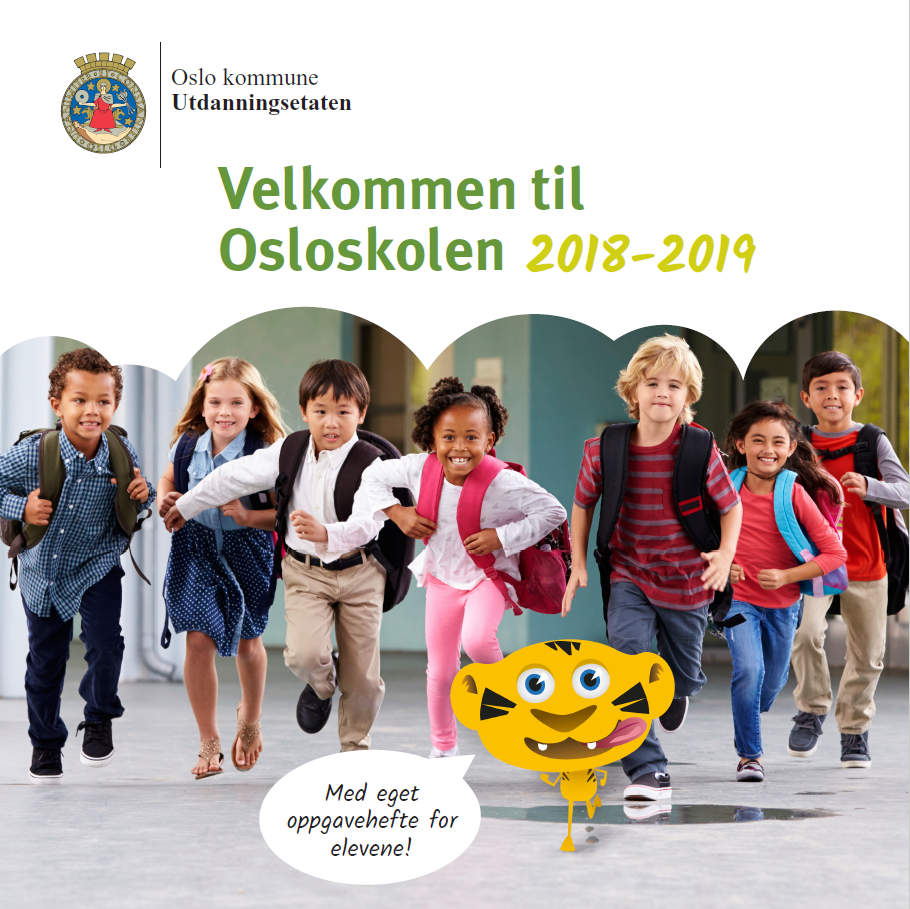 Oslo kommune
Utdanningsetaten
Velkommen til
Osloskolen 2018-2019
Med eget
oppgavehefte for
elevene!